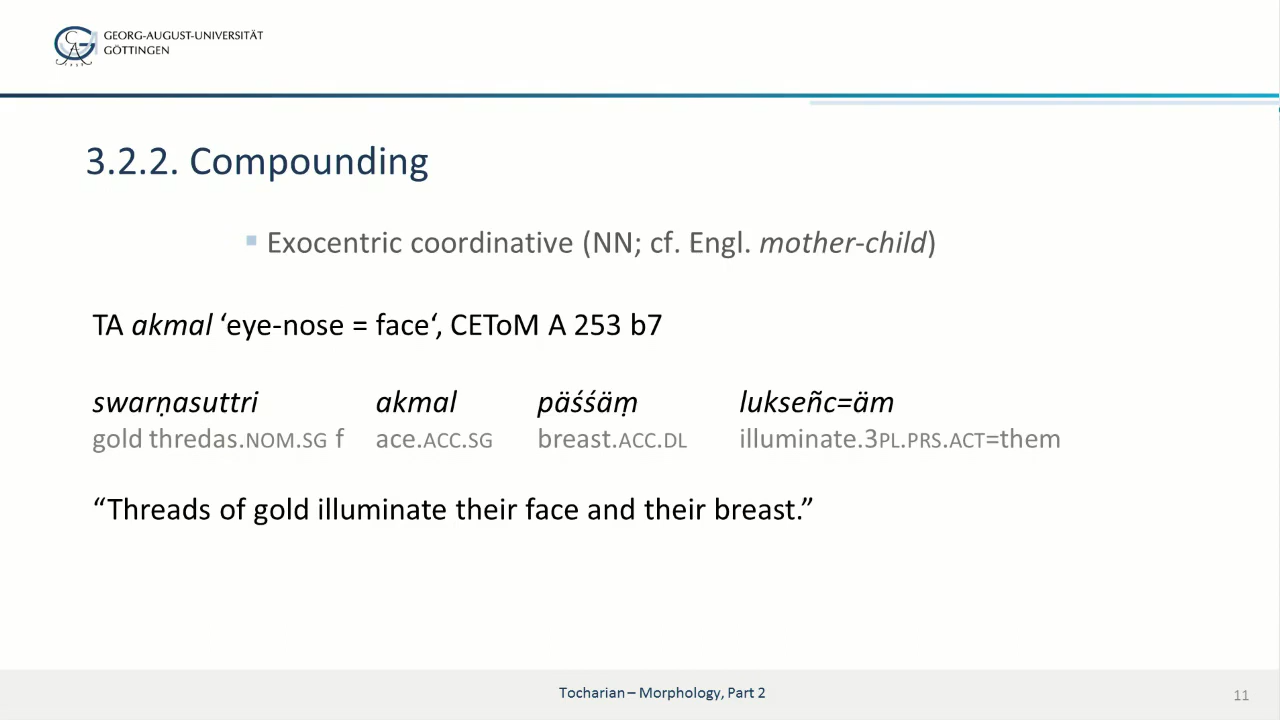 GEORG-AUGUST-UNIVERSITÄT
GÖTTINGEN
3.2.2. Compounding
Exocentric coordinative (NN; cf. Engl. mother-child)
TA akmal ‘eye-nose = face‘, CEToM A 253 b7
swarṇasuttri akmal päśśäṃ lukseñc=äm
gold thredas.NOM.SG f ace.ACC.SG breast.ACC.DL illuminate.3PL.PRS.ACT=them
“Threads of gold illuminate their face and their breast.”
Tocharian – Morphology, Part 2
11